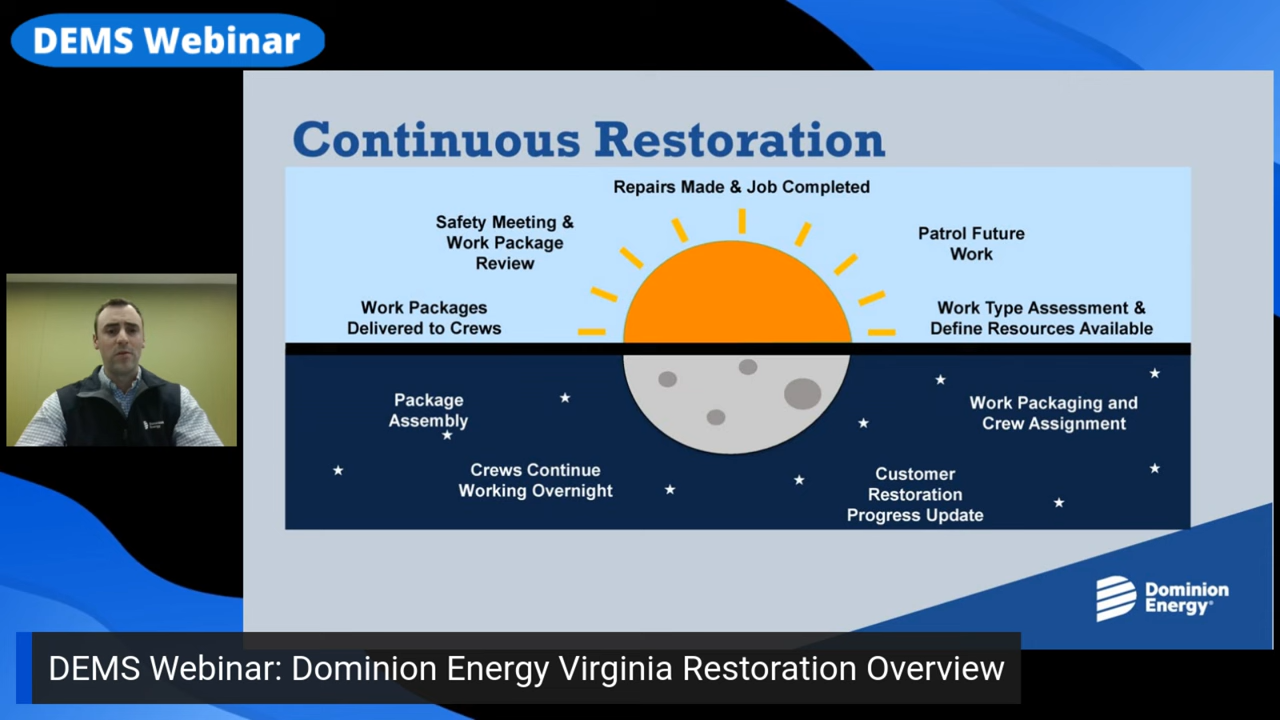 DEMS Webinar
Continuous Restoration
Repairs Made & Job Completed
Safety Meeting &
Work Package
Review
Patrol Future
Work
Work Packages
Delivered to Crews
Work Type Assessment &
Define Resources Available
Package
Assembly
Work Packaging and
Crew Assignment
Crews Continue
Working Overnight
Customer
Restoration
Progress Update
Dominion
Energy
Dominion
Energy®
DEMS Webinar: Dominion Energy Virginia Restoration Overview